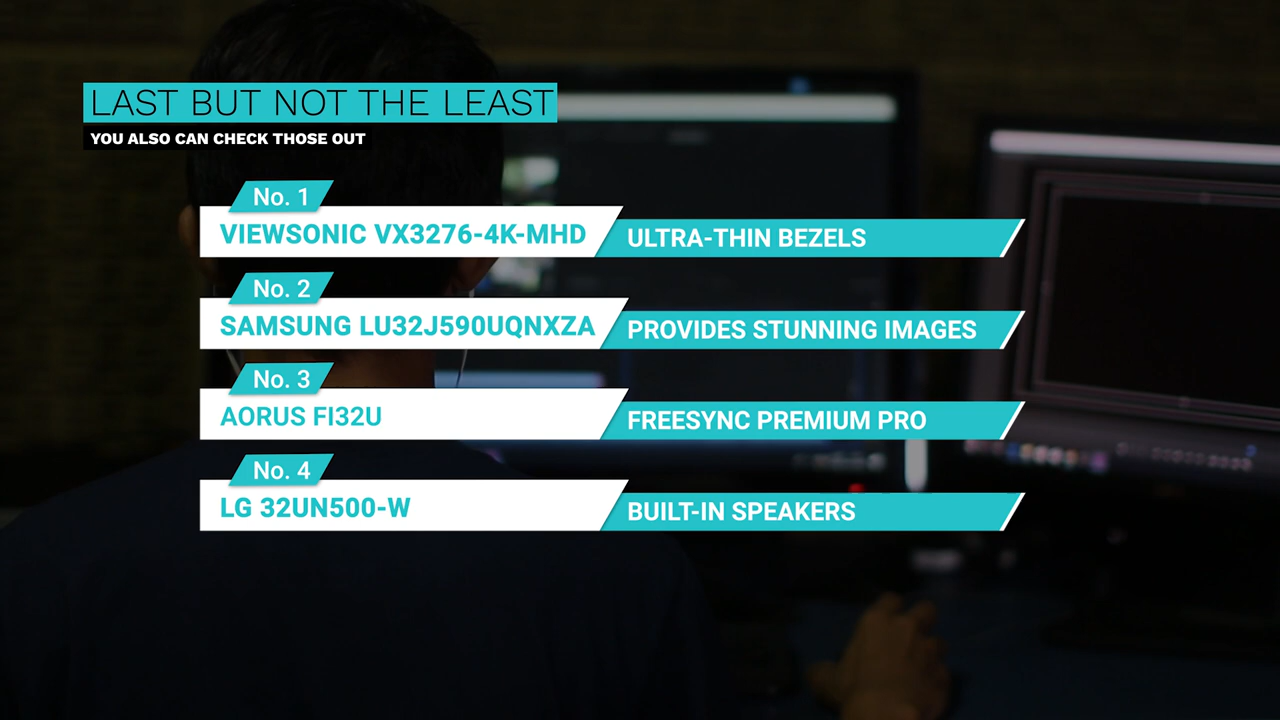 LAST BUT NOT THE LEAST
YOU ALSO CAN CHECK THOSE OUT
No. 1
VIEWSONIC VX3276-4K-MHD
ULTRA-THIN BEZELS
No. 2
SAMSUNG LU32J590UQNXZA
PROVIDES STUNNING IMAGES
No. 3
AORUS FI32U
FREESYNC PREMIUM PRO
No. 4
LG 32UN500-W
BUILT-IN SPEAKERS